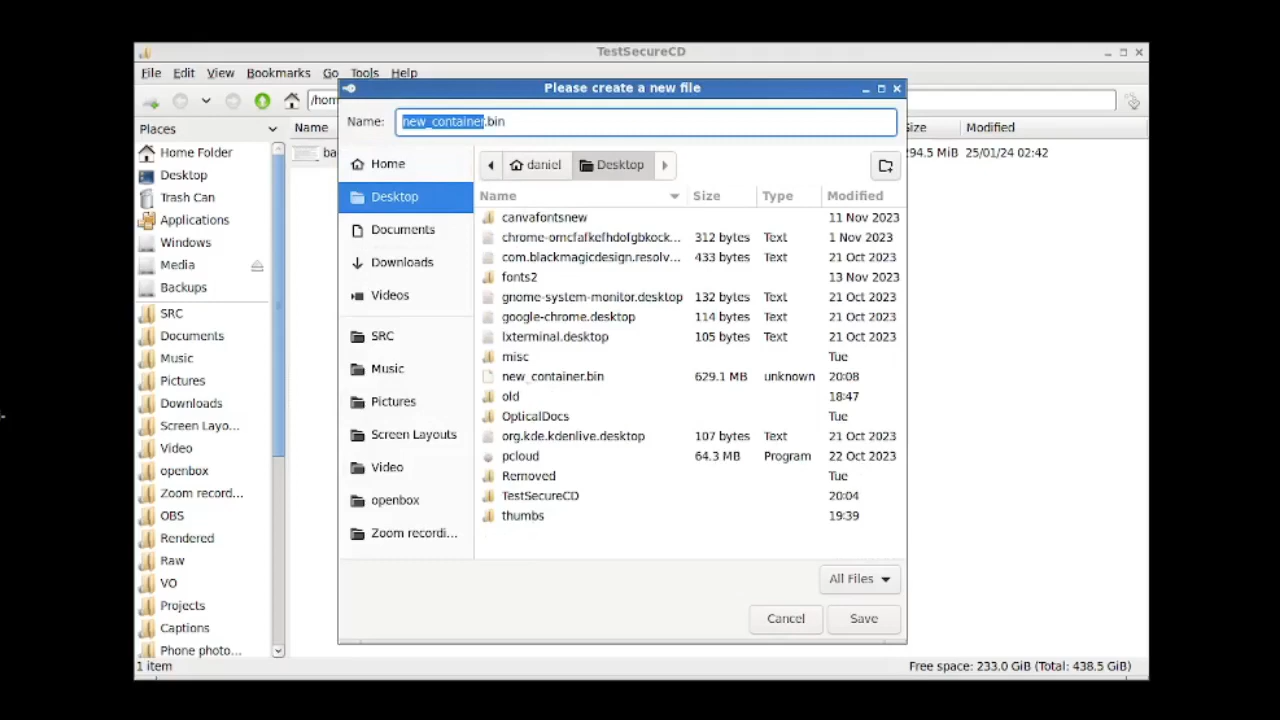 TestSecureCD
File Edit View Bookmarks Go Tools Help
/hom
Places
Home Folder
Desktop
Trash Can
Applications
Windows
Media
Backups
SRC
Documents
Music
Pictures
Downloads
Screen Layo...
Video
openbox
Zoom record...
OBS
Rendered
Raw
VO
Projects
Captions
Phone photo...
Name Size Modified
ba 294.5 MiB 25/01/24 02:42
Please create a new file
Name: new_container.bin
Home
Desktop
Documents
Downloads
Videos
SRC
Music
Pictures
Screen Layouts
Video
openbox
Zoom recordi...
daniel Desktop
Name Size Type Modified
canvafontsnew 11 Nov 2023
chrome-omcfafkefhdofgbkock... 312 bytes Text 1 Nov 2023
com.blackmagicdesign.resolv... 433 bytes Text 21 Oct 2023
fonts2 13 Nov 2023
gnome-system-monitor.desktop 132 bytes Text 21 Oct 2023
google-chrome.desktop 114 bytes Text 21 Oct 2023
lxterminal.desktop 105 bytes Text 21 Oct 2023
misc Tue
new_container.bin 629.1 MB unknown 20:08
old 18:47
OpticalDocs Tue
org.kde.kdenlive.desktop 107 bytes Text 21 Oct 2023
pcloud 64.3 MB Program 22 Oct 2023
Removed Tue
TestSecureCD 20:04
thumbs 19:39
All Files
Cancel Save
1 item Free space: 233.0 GiB (Total: 438.5 GiB)